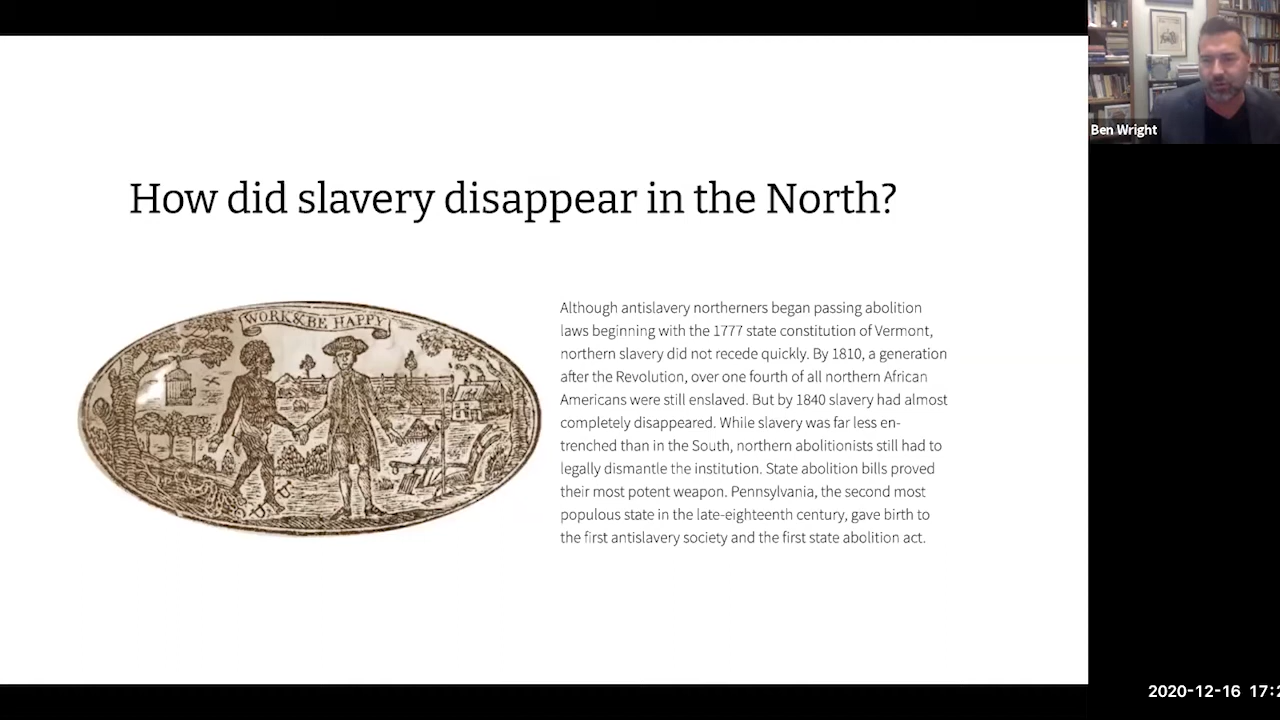 How did slavery disappear in the North?
WORK & BE HAPPY
Although antislavery northerners began passing abolition
laws beginning with the 1777 state constitution of Vermont,
northern slavery did not recede quickly. By 1810, a generation
after the Revolution, over one fourth of all northern African
Americans were still enslaved. But by 1840 slavery had almost
completely disappeared. While slavery was far less en-
trenched than in the South, northern abolitionists still had to
legally dismantle the institution. State abolition bills proved
their most potent weapon. Pennsylvania, the second most
populous state in the late-eighteenth century, gave birth to
the first antislavery society and the first state abolition act.
Ben Wright
2020-12-16 17:2